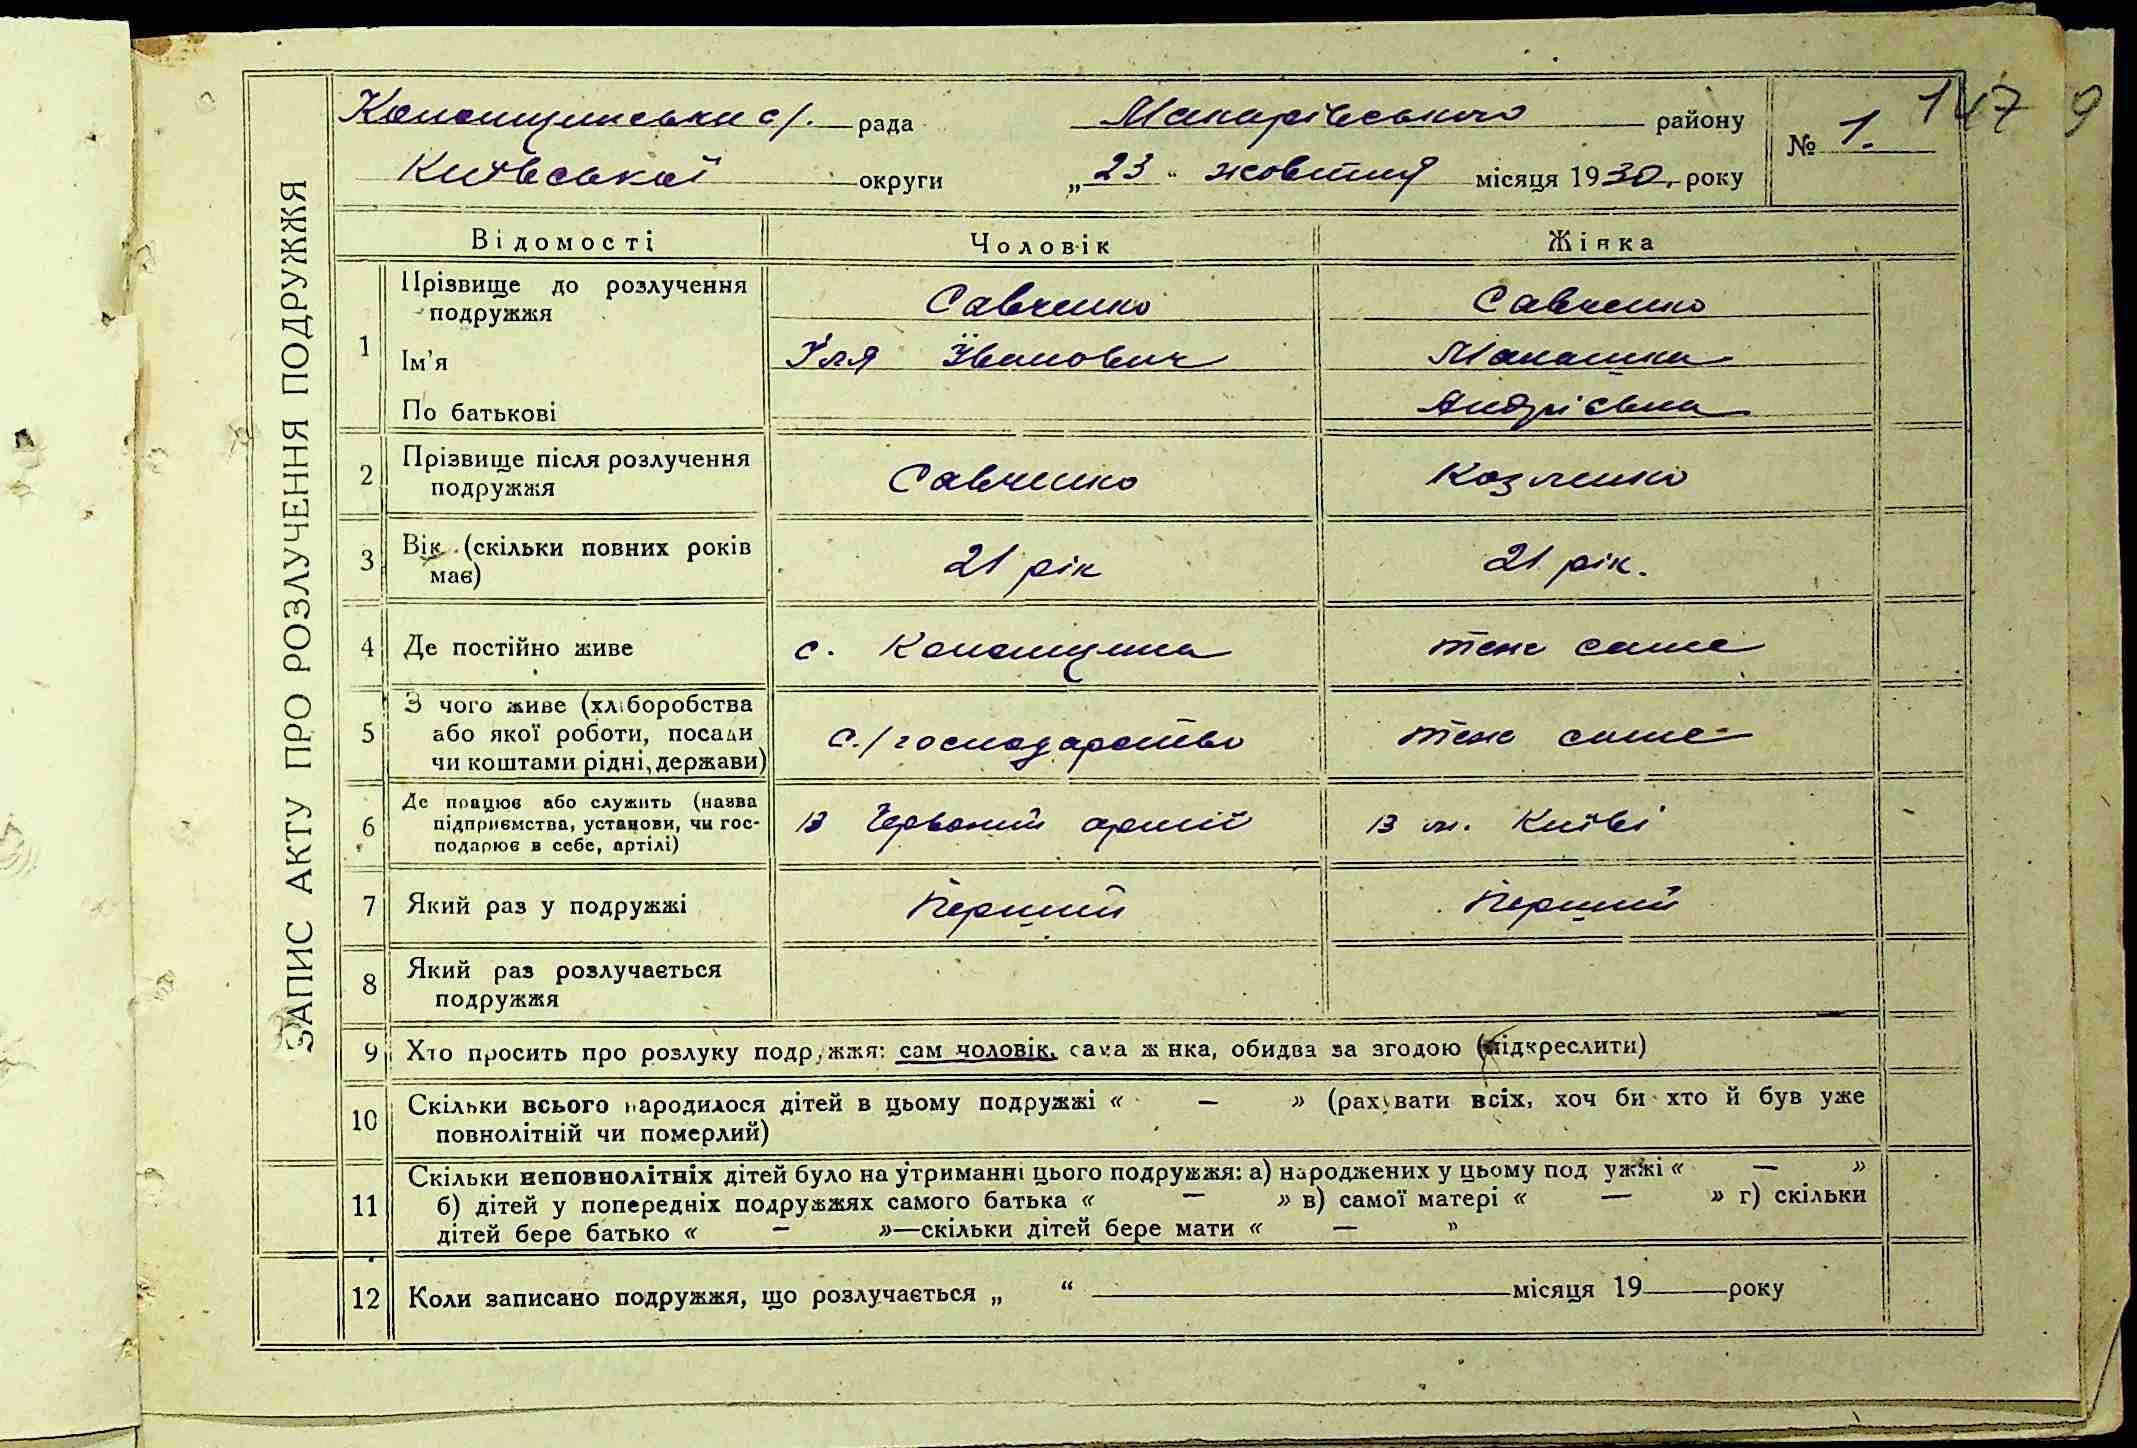 ЗАПИС АКТУ ПРО РОЗЛУЧЕННЯ ПОДРУЖЖЯ
Копощинська с/. рада Макарівського району № 1. 147 9
Київської округи „23" жовтня місяця 1930. року
Відомості Чоловік Жінка
1 Прізвище до розлучення подружжя Савченко Савченко
Ім'я Іля Іванович
По батькові Андрієвна
2 Прізвище після розлучення подружжя Савченко Козленко
3 Вік (скільки повних років має) 21 рік 21 рік.
4 Де постійно живе с. теж саме
5 З чого живе (хліборобства або якої роботи, посади чи коштами рідні, держави) с./господарство теж саме
6 Де працює або служить (назва підприємства, установи, чи господарює в себе, артілі) в Червоний армії в м. Київі
7 Який раз у подружжі Перший Перший
8 Який раз розлучається подружжя
9 Хто просить про розлуку подружжя: сам чоловік, сама жінка, обидва за згодою (підкреслити)
10 Скільки всього народилося дітей в цьому подружжі « — » (рахувати всіх, хоч би хто й був уже
повнолітній чи померлий)
11 Скільки неповнолітніх дітей було на утриманні цього подружжя: а) народжених у цьому подружжі « — »
б) дітей у попередніх подружжях самого батька « — » в) самої матері « — » г) скільки
дітей бере батько « — »—скільки дітей бере мати « — »
12 Коли записано подружжя, що розлучається „ “ місяця 19 року